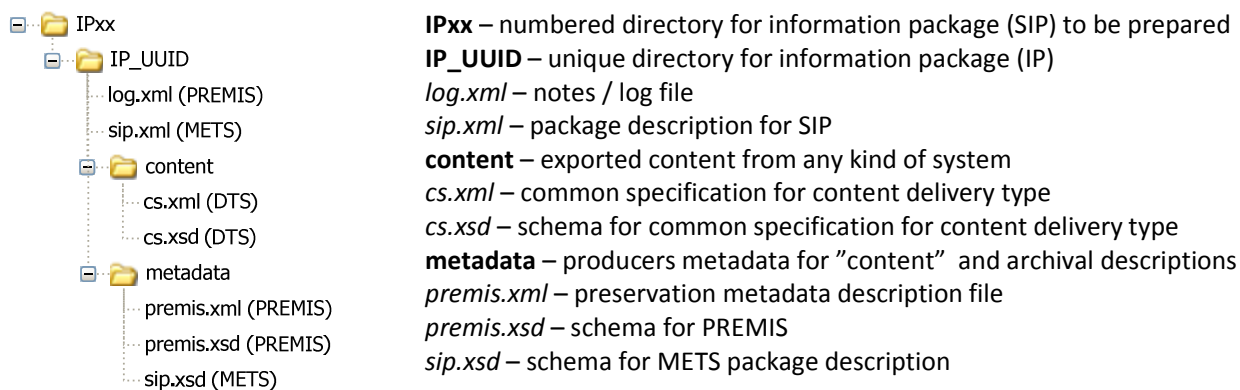 IPxx
IP_UUID
log.xml (PREMIS)
sip.xml (METS)
content
cs.xml (DTS)
cs.xsd (DTS)
metadata
premis.xml (PREMIS)
premis.xsd (PREMIS)
sip.xsd (METS)
IPxx – numbered directory for information package (SIP) to be prepared
IP_UUID – unique directory for information package (IP)
log.xml – notes / log file
sip.xml – package description for SIP
content – exported content from any kind of system
cs.xml – common specification for content delivery type
cs.xsd – schema for common specification for content delivery type
metadata – producers metadata for ”content” and archival descriptions
premis.xml – preservation metadata description file
premis.xsd – schema for PREMIS
sip.xsd – schema for METS package description